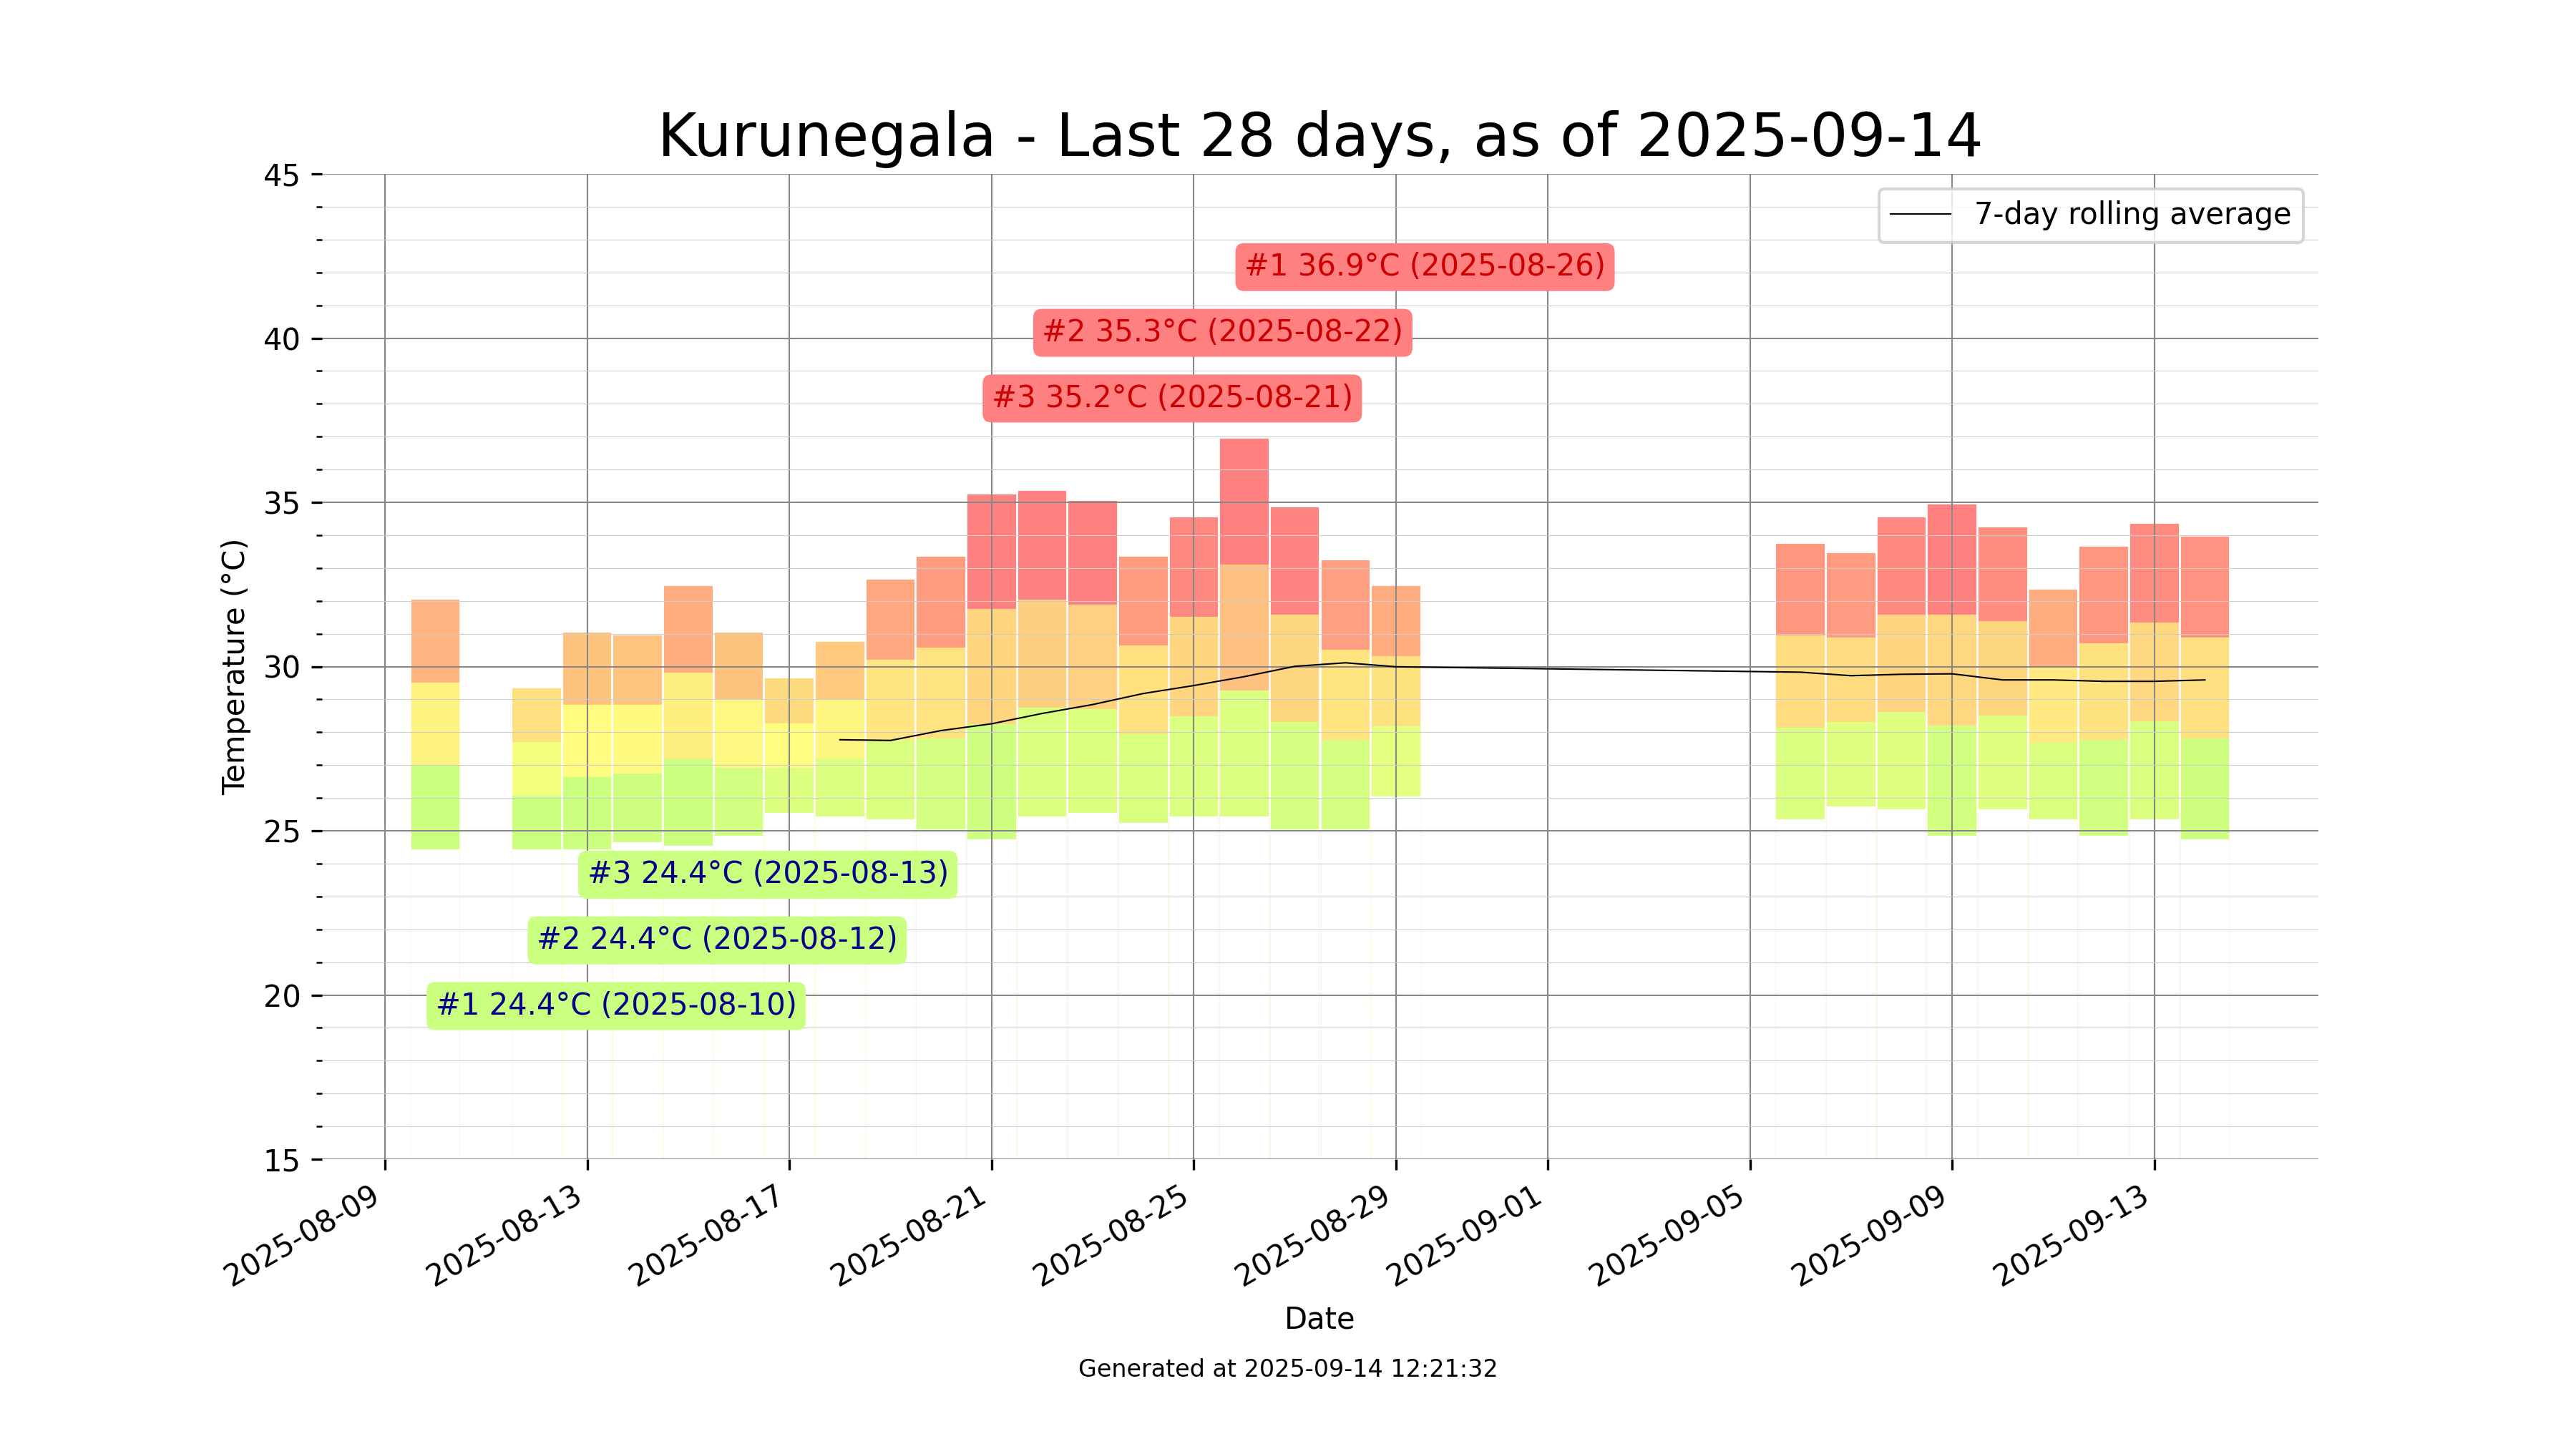 Kurunegala - Last 28 days, as of 2025-09-14
45
7-day rolling average
#1 36.9°C (2025-08-26)
40
#2 35.3°C (2025-08-22)
#3 35.2°C (2025-08-21)
35
Temperature (°C)
30
25
#3 24.4°C (2025-08-13)
#2 24.4°C (2025-08-12)
20
#1 24.4°C (2025-08-10)
15
2025-08-09
2025-08-13
2025-08-17
2025-08-21
2025-08-25
2025-08-29
2025-09-01
2025-09-05
2025-09-09
2025-09-13
Date
Generated at 2025-09-14 12:21:32